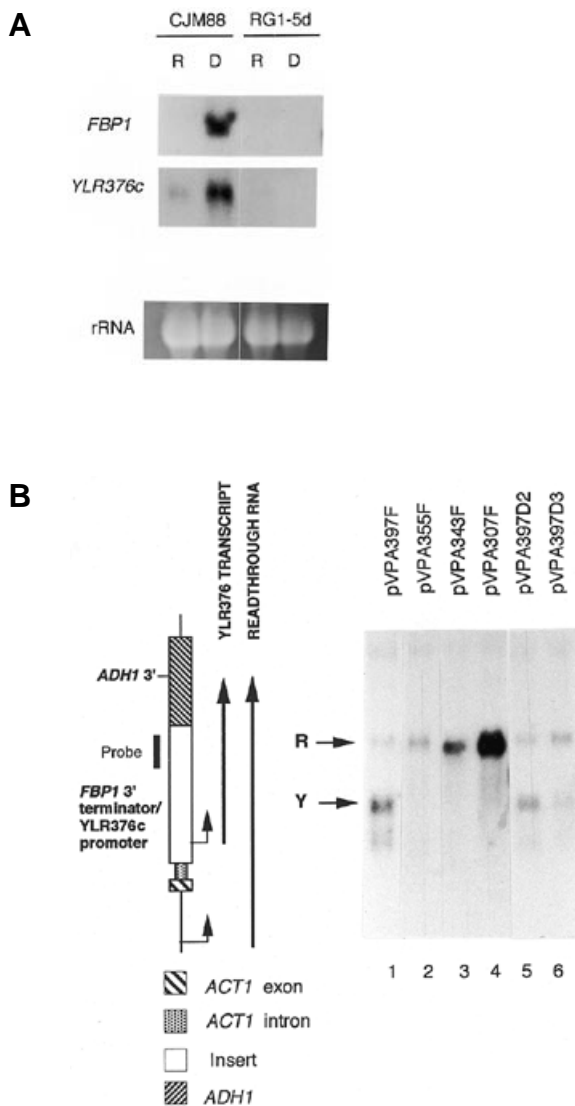 A
CJM88 RG1-5d
R D R D
FBP1
YLR376c
rRNA
B
YLR376 TRANSCRIPT
READTHROUGH RNA
ADH1 3'
Probe
FBP1 3'
terminator/
YLR376c
promoter
ACT1 exon
ACT1 intron
Insert
ADH1
pVPA397F
pVPA355F
pVPA343F
pVPA307F
pVPA397D2
pVPA397D3
R
Y
1 2 3 4 5 6